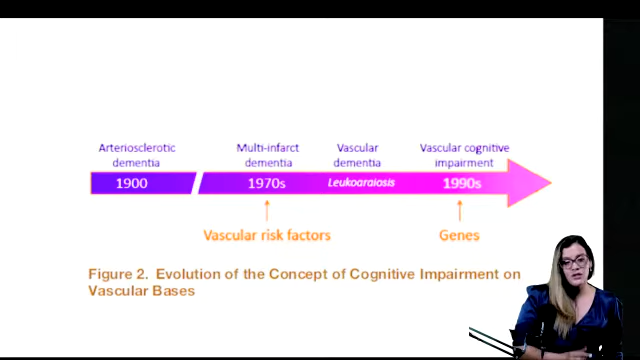 Arteriosclerotic
dementia
Multi-infarct
dementia
Vascular
dementia
Vascular cognitive
impairment
1900
1970s
Leukoaraiosis
1990s
Vascular risk factors
Genes
Figure 2. Evolution of the Concept of Cognitive Impairment on
Vascular Bases